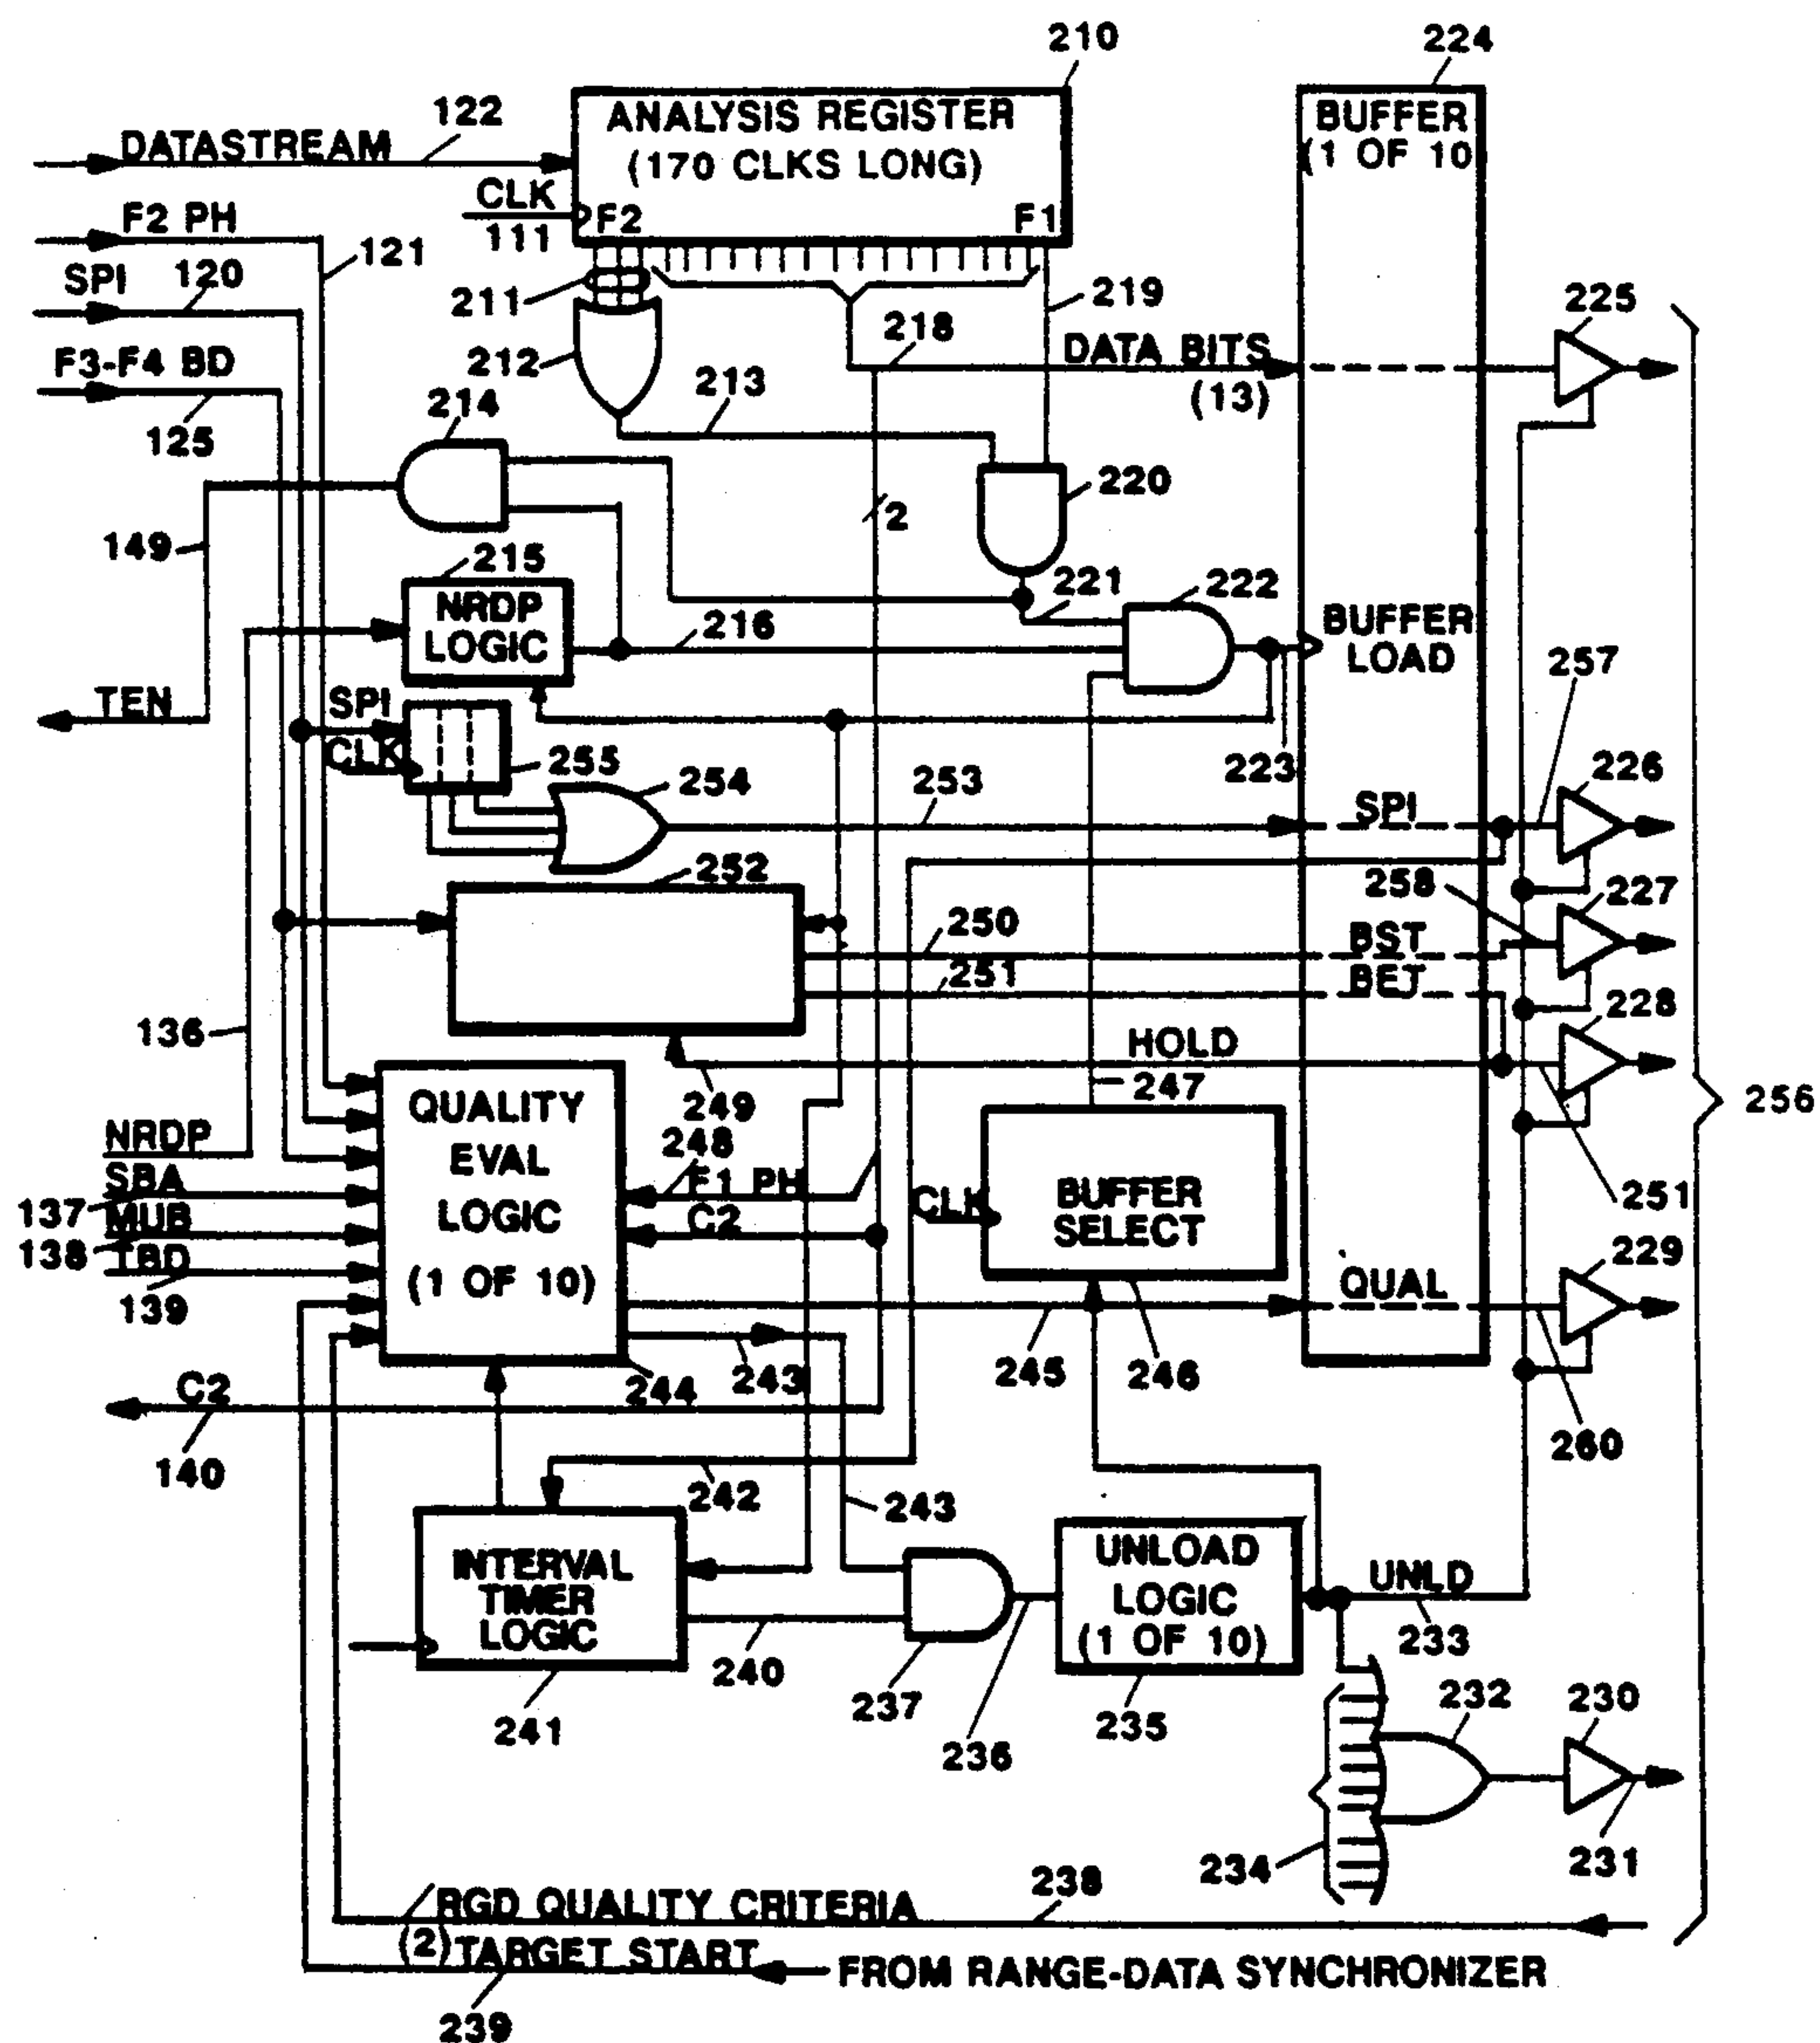 210
224
ANALYSIS REGISTER
(170 CLKS LONG)
F2
F1
BUFFER
(1 OF 10
DATASTREAM
122
CLK
111
F2 PH
121
SPI
120
211
219
225
212
218
F3-F4 BD
125
DATA BITS
(13)
213
214
220
2
149
215
NRDP
LOGIC
216
221
222
BUFFER
LOAD
257
TEN
SPI
CLK
255
254
253
223
226
SPI
252
258
227
250
BST
251
BET
228
136
HOLD
249
247
256
QUALITY
EVAL
LOGIC
(1 OF 10)
248
F1 PH
C2
NRDP
SBA
137
MUB
138
TBD
139
CLK
BUFFER
SELECT
251
229
QUAL
243
244
245
246
260
C2
140
242
243
INTERVAL
TIMER
LOGIC
241
240
237
236
UNLOAD
LOGIC
(1 OF 10)
235
UNLD
233
232
230
234
231
RGD QUALITY CRITERIA
238
(2)
TARGET START
FROM RANGE-DATA SYNCHRONIZER
239